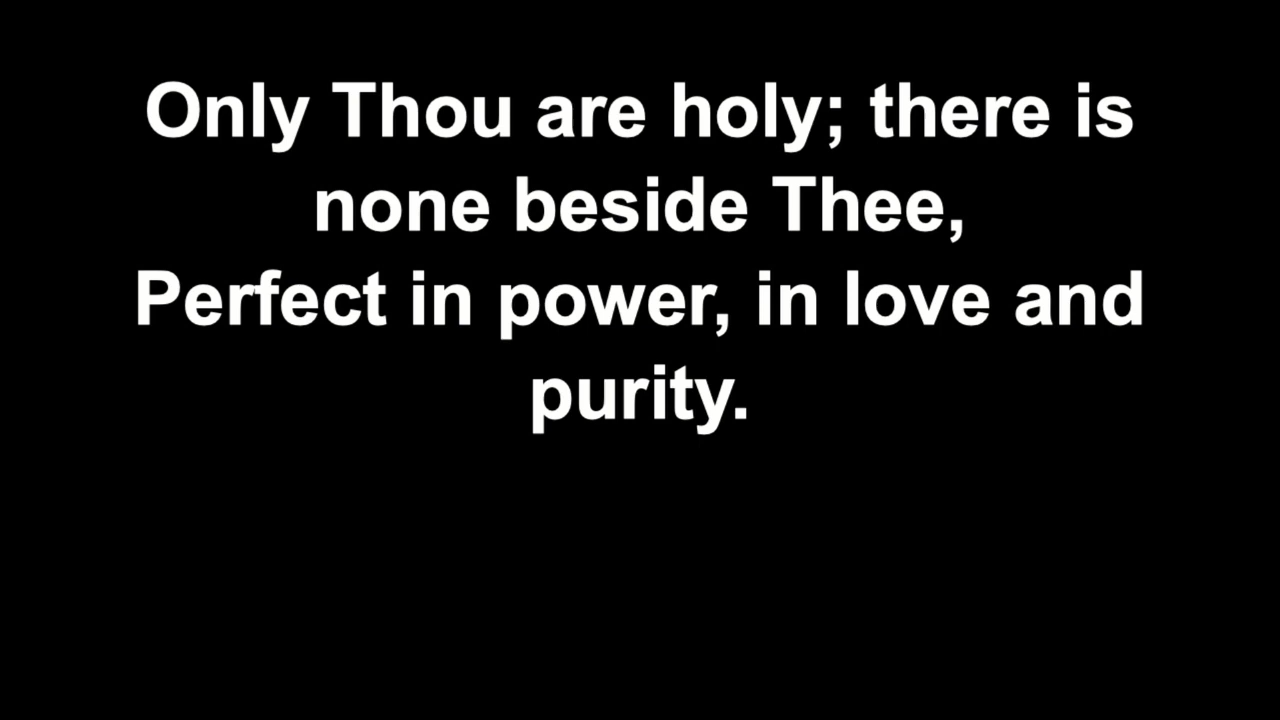 Only Thou are holy; there is
none beside Thee,
Perfect in power, in love and
purity.